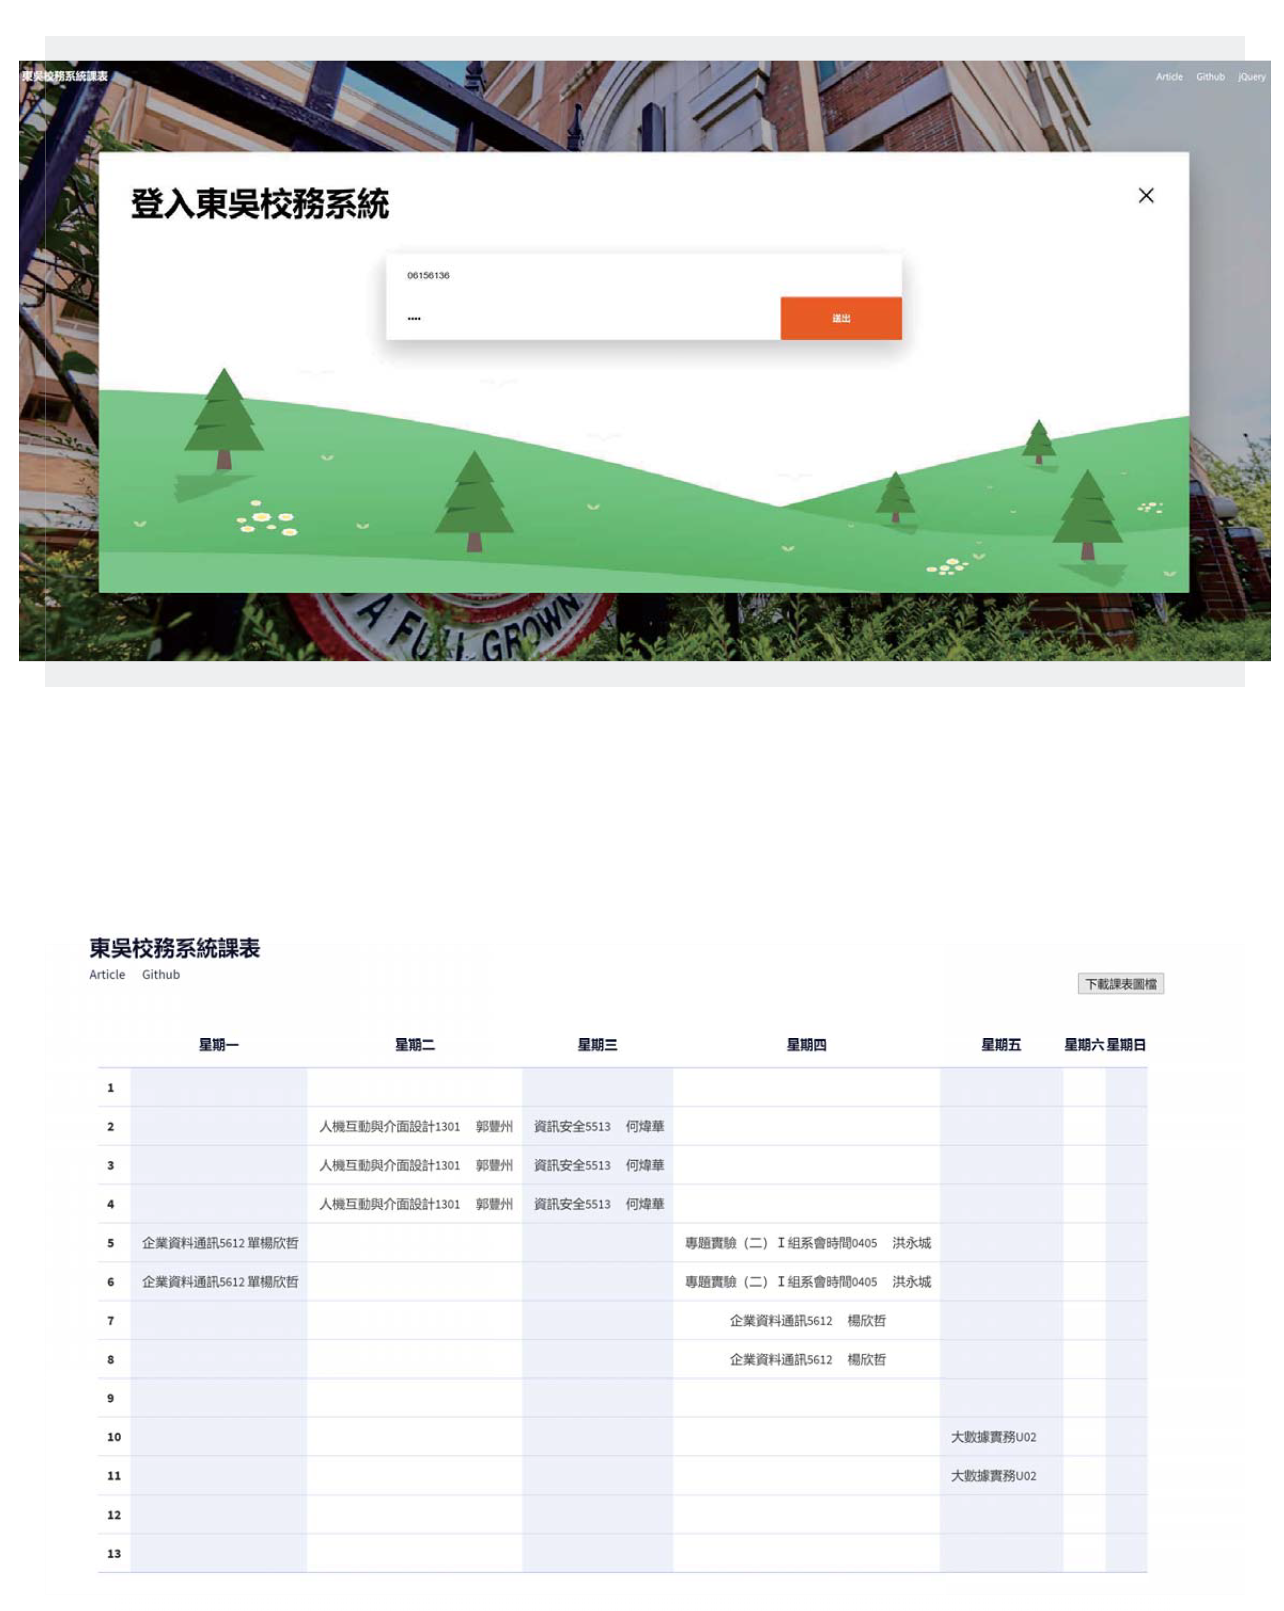 東吳校務系統課表
Article Github jQuery
登入東吳校務系統
06156136
送出
A FULL GROWN
東吳校務系統課表
Article Github
下載課表圖檔
星期一 星期二 星期三 星期四 星期五 星期六 星期日
1
2 人機互動與介面設計1301 郭豐州 資訊安全5513 何煒華
3 人機互動與介面設計1301 郭豐州 資訊安全5513 何煒華
4 人機互動與介面設計1301 郭豐州 資訊安全5513 何煒華
5 企業資料通訊5612 單楊欣哲 專題實驗（二）I 組系會時間0405 洪永城
6 企業資料通訊5612 單楊欣哲 專題實驗（二）I 組系會時間0405 洪永城
7 企業資料通訊5612 楊欣哲
8 企業資料通訊5612 楊欣哲
9
10 大數據實務U02
11 大數據實務U02
12
13